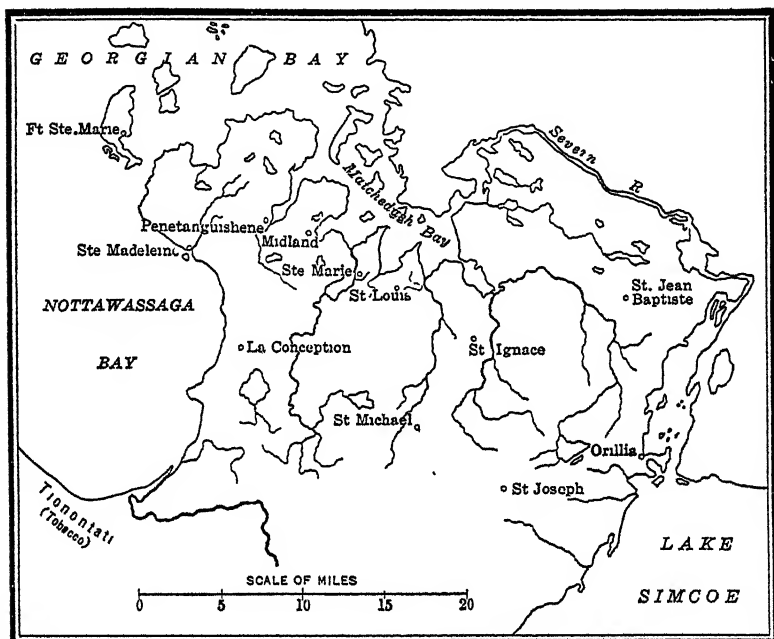 GEORGIAN BAY
Ft Ste. Marie
Severn R
Matchedash Bay
Penetanguishene
Midland
Ste Madeleine
Ste Marie
St Louis
St. Jean
Baptiste
NOTTAWASSAGA
BAY
La Conception
St Ignace
St Michael
Orillia
St Joseph
Tionontati
(Tobacco)
LAKE
SIMCOE
SCALE OF MILES
0 5 10 15 20